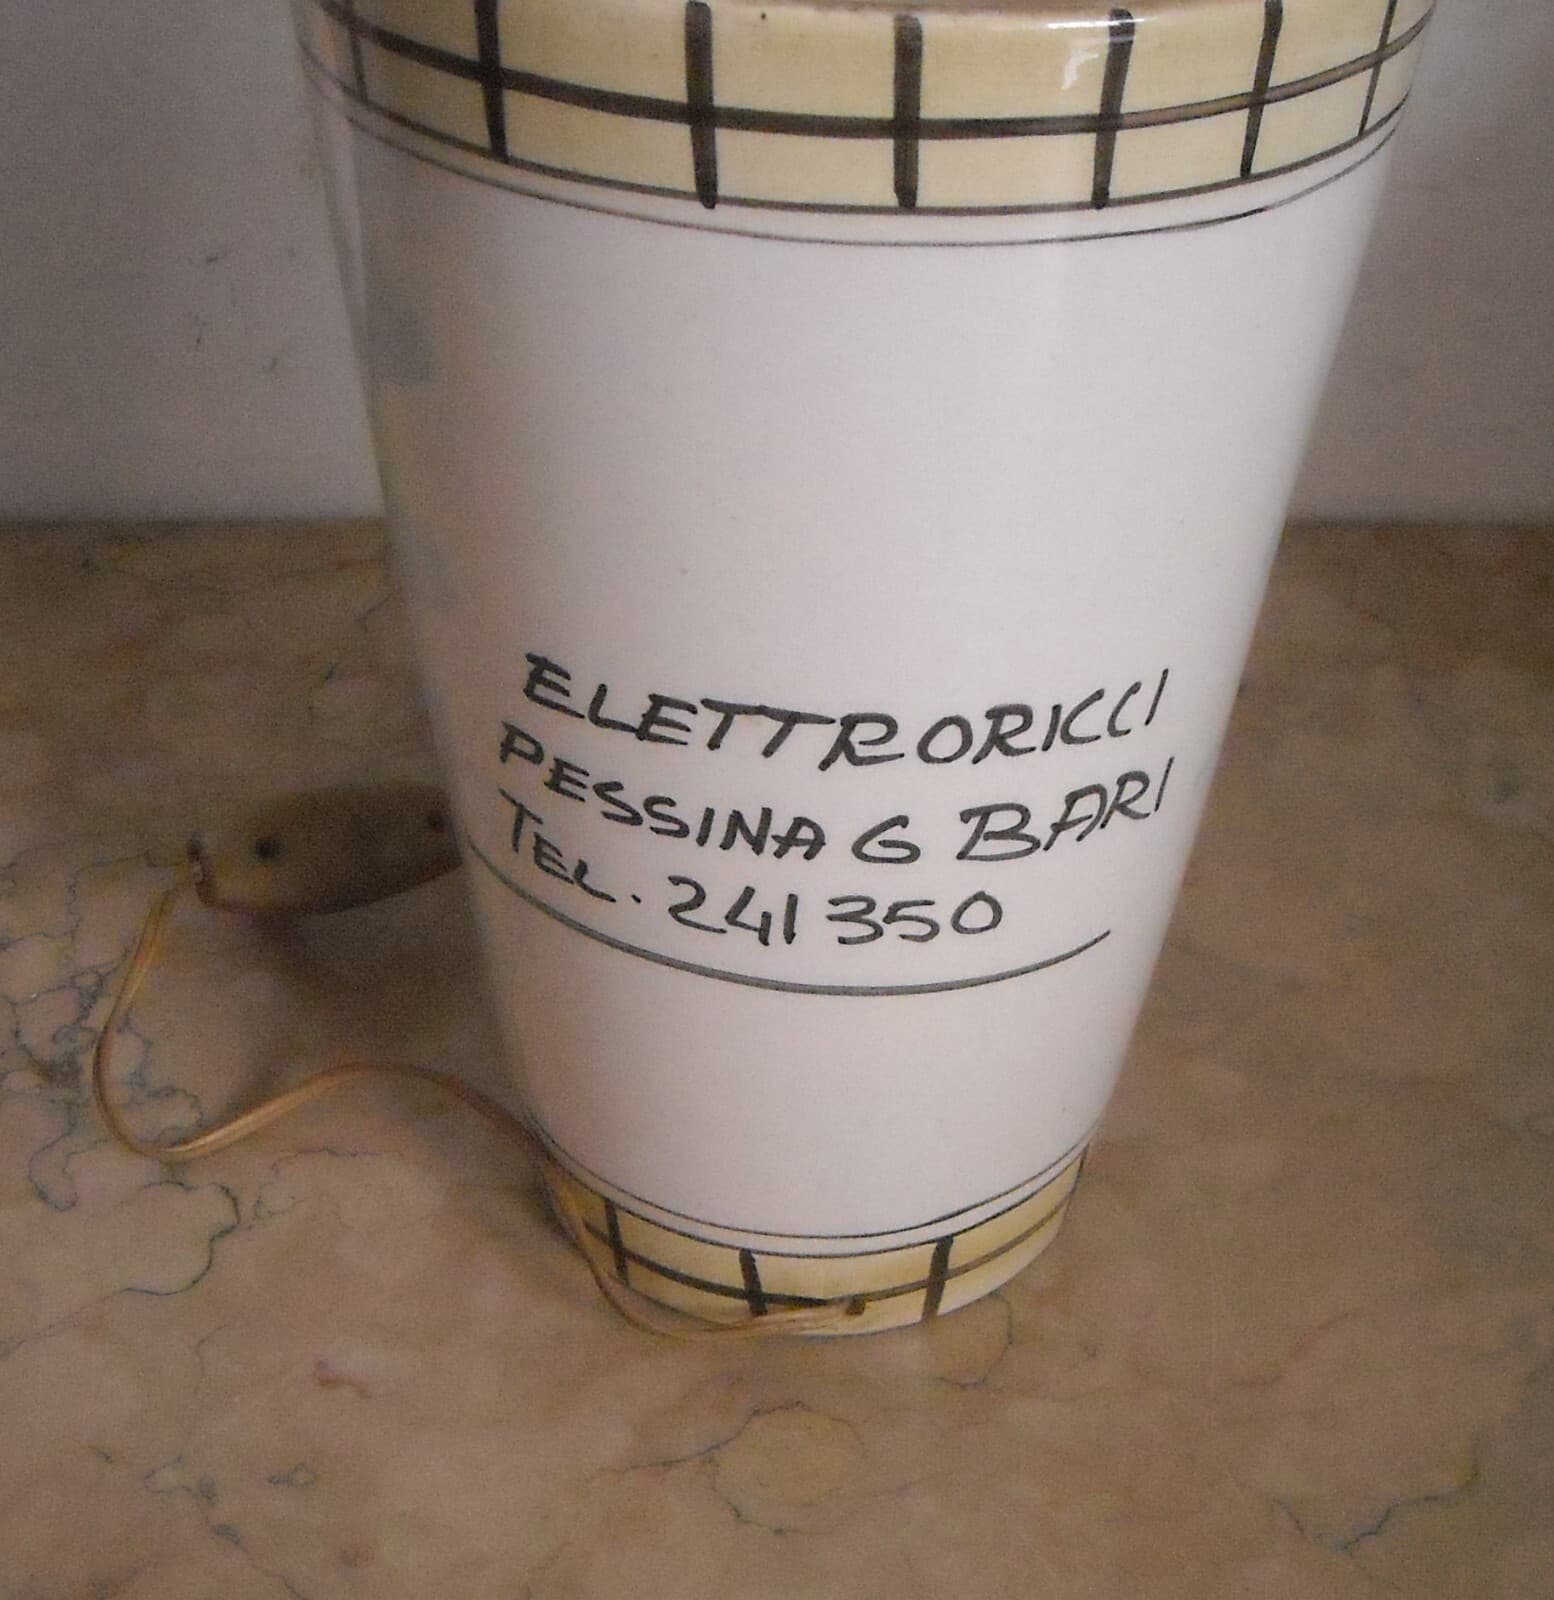 ELETTRORICCI
PESSINA 6 BARI
TEL. 241350